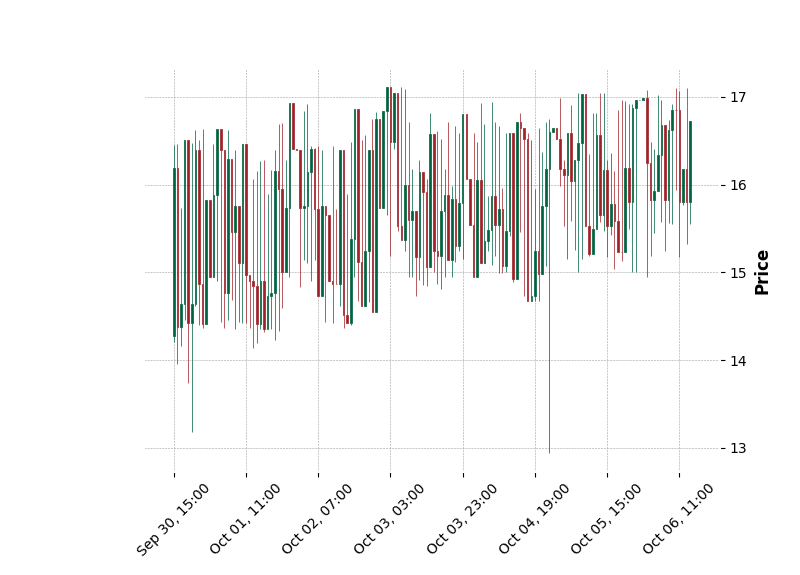 17
16
15
14
13
Price
Sep 30, 15:00
Oct 01, 11:00
Oct 02, 07:00
Oct 03, 03:00
Oct 03, 23:00
Oct 04, 19:00
Oct 05, 15:00
Oct 06, 11:00